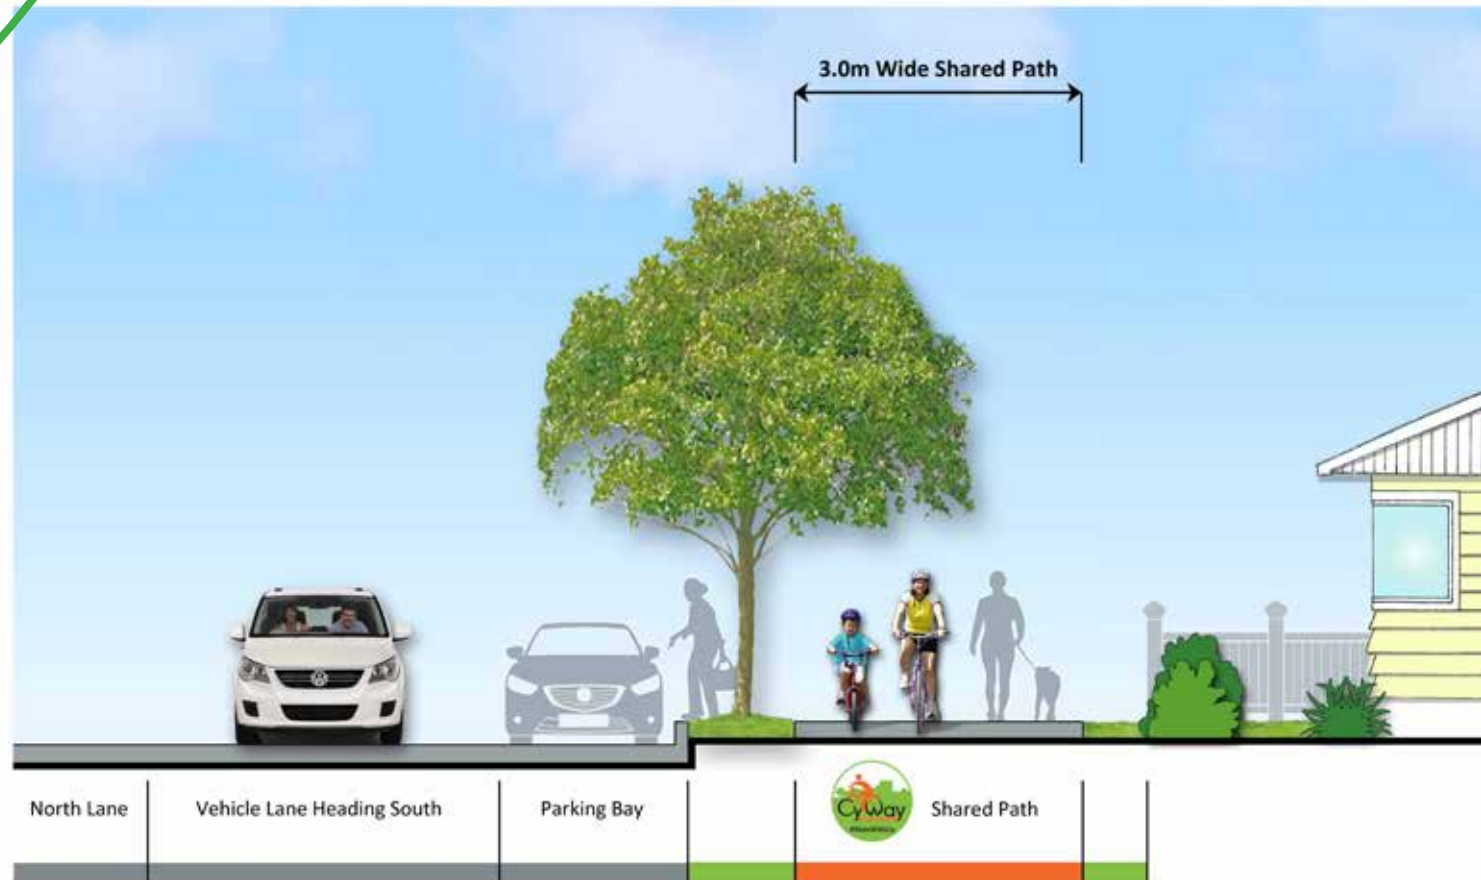 3.0m Wide Shared Path
North Lane
Vehicle Lane Heading South
Parking Bay
CyWay
Shared Path